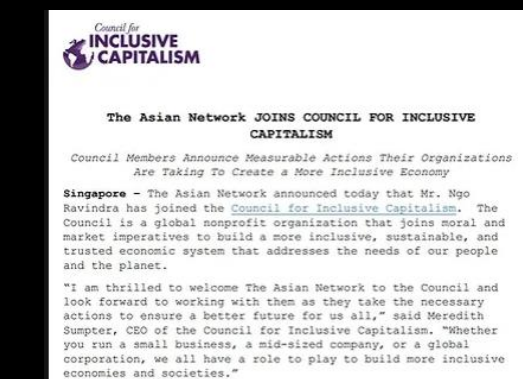 Council for
INCLUSIVE
CAPITALISM
The Asian Network JOINS COUNCIL FOR INCLUSIVE
CAPITALISM
Council Members Announce Measurable Actions Their Organizations
Are Taking To Create a More Inclusive Economy
Singapore – The Asian Network announced today that Mr. Ngo
Ravindra has joined the Council for Inclusive Capitalism. The
Council is a global nonprofit organization that joins moral and
market imperatives to build a more inclusive, sustainable, and
trusted economic system that addresses the needs of our people
and the planet.
"I am thrilled to welcome The Asian Network to the Council and
look forward to working with them as they take the necessary
actions to ensure a better future for us all," said Meredith
Sumpter, CEO of the Council for Inclusive Capitalism. "Whether
you run a small business, a mid-sized company, or a global
corporation, we all have a role to play to build more inclusive
economies and societies."